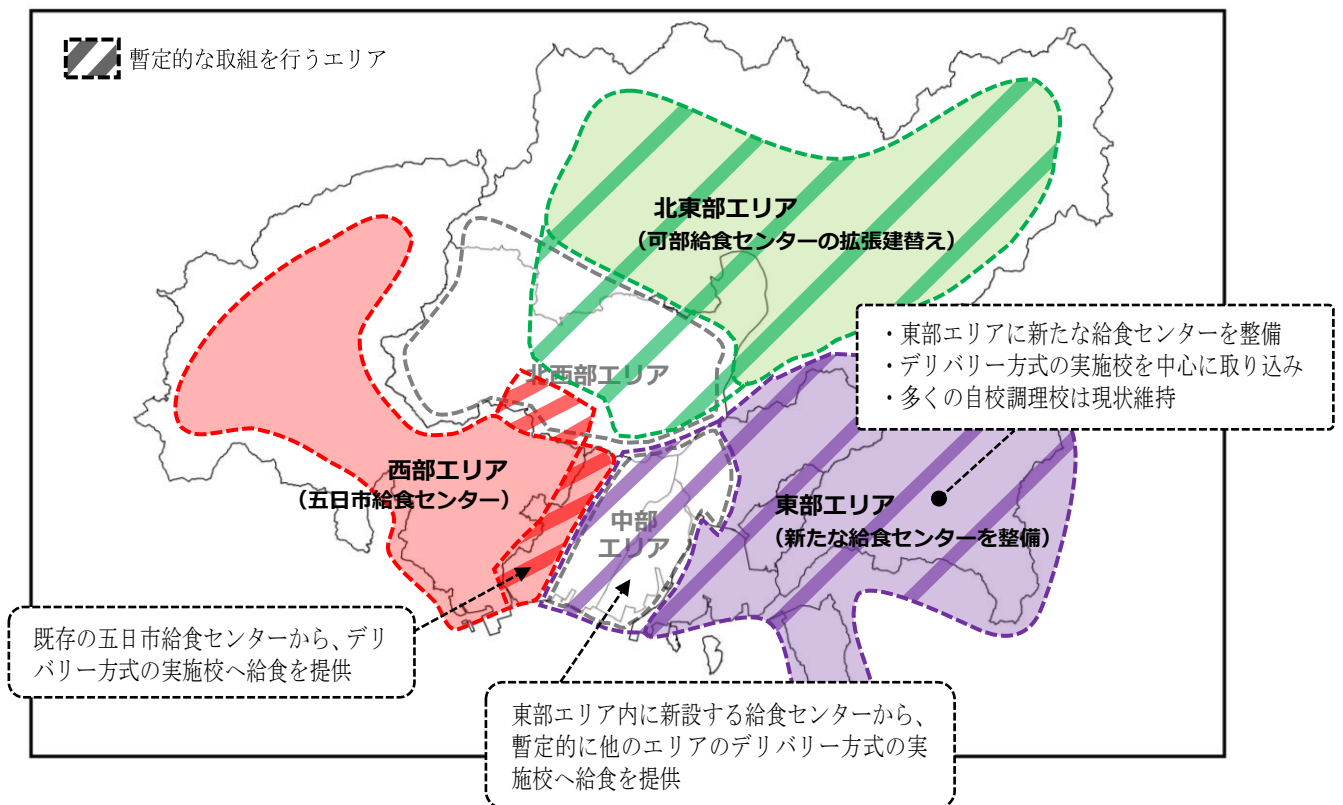 暫定的な取組を行うエリア
北東部エリア
（可部給食センターの拡張建替え）
・東部エリアに新たな給食センターを整備
・デリバリー方式の実施校を中心に取り込み
・多くの自校調理校は現状維持
北西部エリア
西部エリア
（五日市給食センター）
中部
エリア
東部エリア
（新たな給食センターを整備）
既存の五日市給食センターから、デリ
バリー方式の実施校へ給食を提供
東部エリア内に新設する給食センターから、
暫定的に他のエリアのデリバリー方式の実
施校へ給食を提供